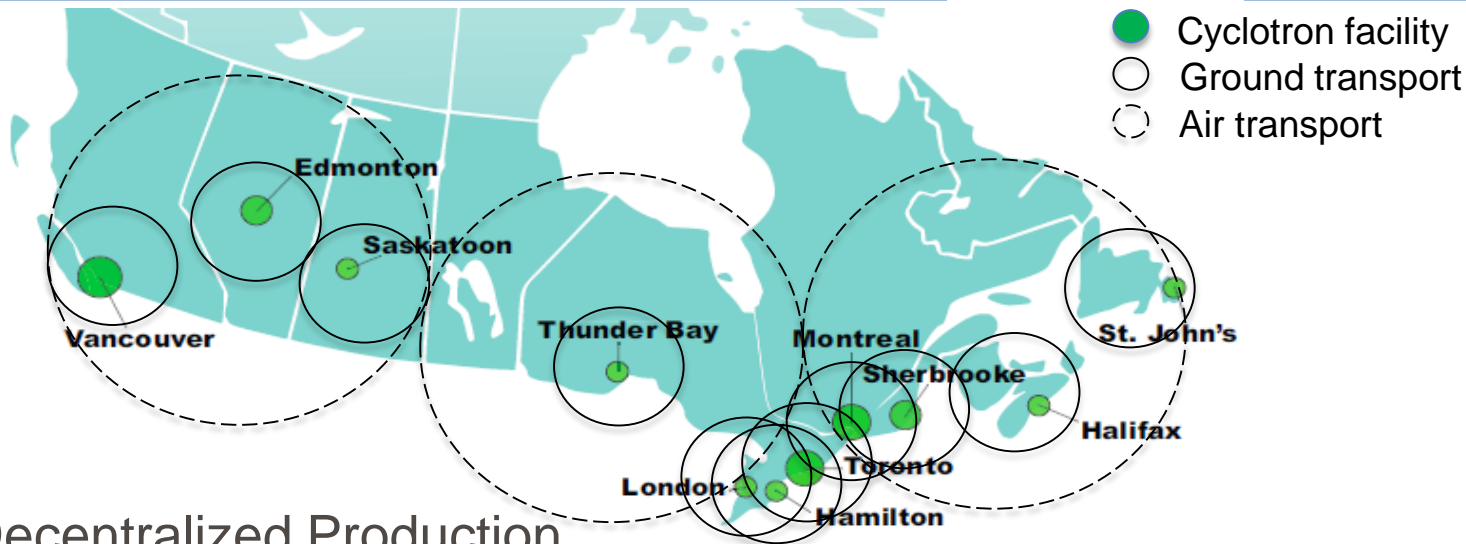 Cyclotron facility
Ground transport
Air transport
Edmonton
Saskatoon
Vancouver
Thunder Bay
Montreal
St. John's
Sherbrooke
Halifax
Toronto
London
Hamilton
Production